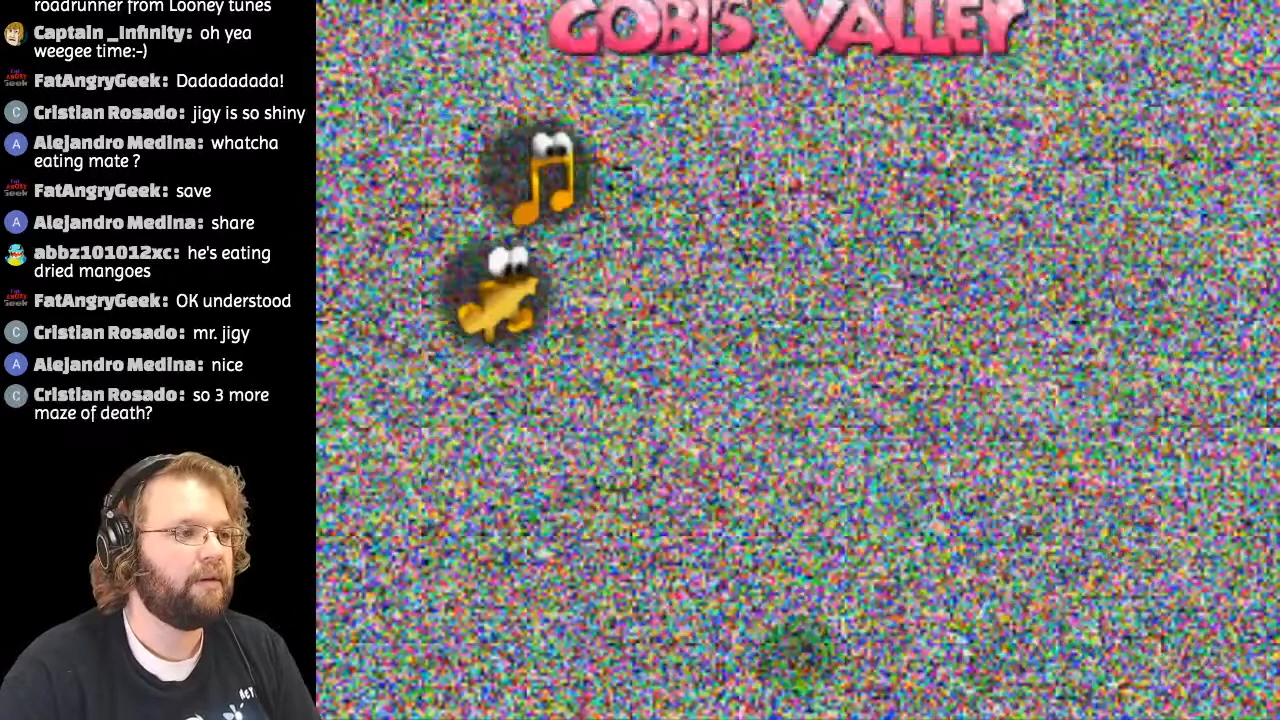 roadrunner from Looney tunes
Captain_Infinity: oh yea
weegee time:-)
FatAngryGeek: Dadadadada!
Cristian Rosado: jigy is so shiny
Alejandro Medina: whatcha
eating mate ?
FatAngryGeek: save
Alejandro Medina: share
abbz101012xc: he's eating
dried mangoes
FatAngryGeek: OK understood
Cristian Rosado: mr. jigy
Alejandro Medina: nice
Cristian Rosado: so 3 more
maze of death?
GOBI'S VALLEY